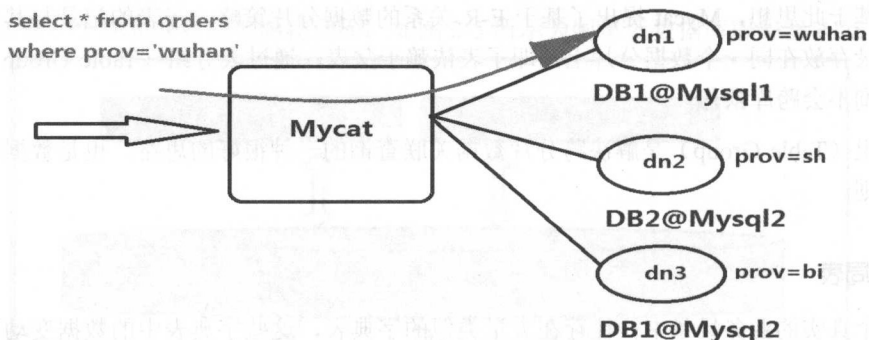 select * from orders
where prov='wuhan'
Mycat
dn1
prov=wuhan
DB1@Mysql1
dn2
prov=sh
DB2@Mysql2
dn3
prov=bi
DB1@Mysql2